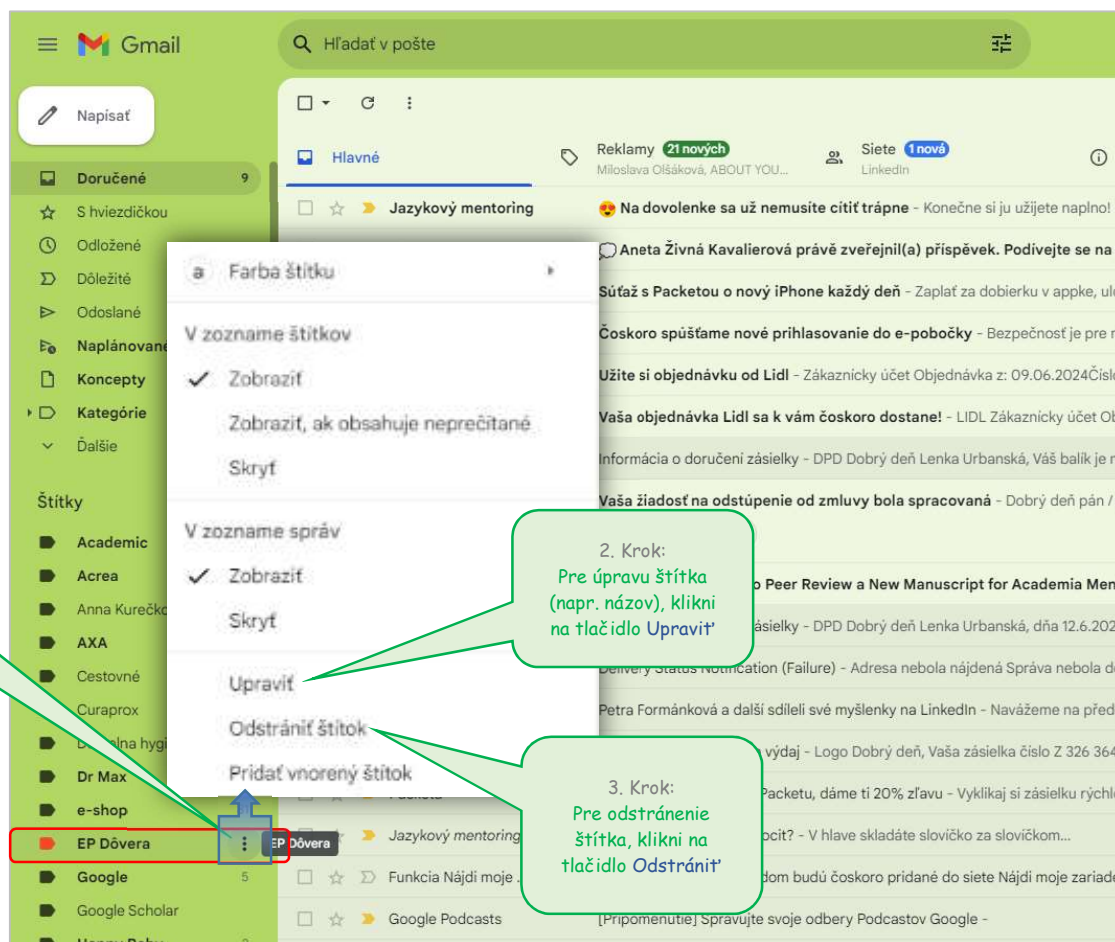 Gmail
Hľadať v pošte
Napísať
Hlavné
Reklamy 21 nových
Miloslava Olšáková, ABOUT YOU...
Siete 1 nová
LinkedIn
Doručené 9
S hviezdičkou
Odložené
Dôležité
Odoslané
Naplánované
Koncepty
Kategórie
Ďalšie
Štítky
Academic
Acrea
Anna Kurečko
AXA
Cestovné
Curaprox
Dr Max
e-shop
EP Dôvera
Google 5
Google Scholar
Happy Baby
a Farba štítku
V zozname štítkov
Zobraziť
Zobraziť, ak obsahuje neprečítané
Skryť
V zozname správ
Zobraziť
Skryť
Upraviť
Odstrániť štítok
Pridať vnorený štítok
EP Dôvera
Jazykový mentoring
😍 Na dovolenke sa už nemusíte cítiť trápne - Konečne si ju užijete naplno!
Aneta Živná Kavalierová právě zveřejnil(a) příspěvek. Podívejte se na
Súťaž s Packetou o nový iPhone každý deň - Zaplať za dobierku v appke, ulo
Čoskoro spúšťame nové prihlasovanie do e-pobočky - Bezpečnosť je pre
Užite si objednávku od Lidl - Zákaznícky účet Objednávka z: 09.06.2024Čísl
Vaša objednávka Lidl sa k vám čoskoro dostane! - LIDL Zákaznícky účet Ob
Informácia o doručení zásielky - DPD Dobrý deň Lenka Urbanská, Váš balík je
Vaša žiadosť na odstúpenie od zmluvy bola spracovaná - Dobrý deň pán /
o Peer Review a New Manuscript for Academia Men
ásielky - DPD Dobrý deň Lenka Urbanská, dňa 12.6.202
Delivery Status Notification (Failure) - Adresa nebola nájdená Správa nebola d
Petra Formánková a další sdíleli své myšlenky na LinkedIn - Navážeme na před
výdaj - Logo Dobrý deň, Vaša zásielka číslo Z 326 364
Packeta
Packetu, dáme ti 20% zľavu - Vyklikaj si zásielku rýchl
Jazykový mentoring
ocit? - V hlave skladáte slovíčko za slovíčkom...
Funkcia Nájdi moje .
dom budú čoskoro pridané do siete Nájdi moje zariad
Google Podcasts
[Pripomenutie] Spravujte svoje odbery Podcastov Google -
2. Krok:
Pre úpravu štítka
(napr. názov), klikni
na tlačidlo Upraviť
3. Krok:
Pre odstránenie
štítka, klikni na
tlačidlo Odstrániť